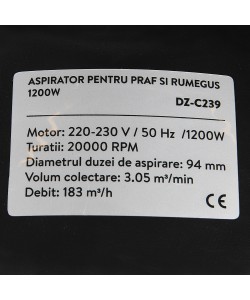 ASPIRATOR PENTRU PRAF SI RUMEGUS
1200W
DZ-C239
Motor: 220-230 V / 50 Hz /1200W
Turatii: 20000 RPM
Diametrul duzei de aspirare: 94 mm
Volum colectare: 3.05 m³/min
Debit: 183 m³/h
CE